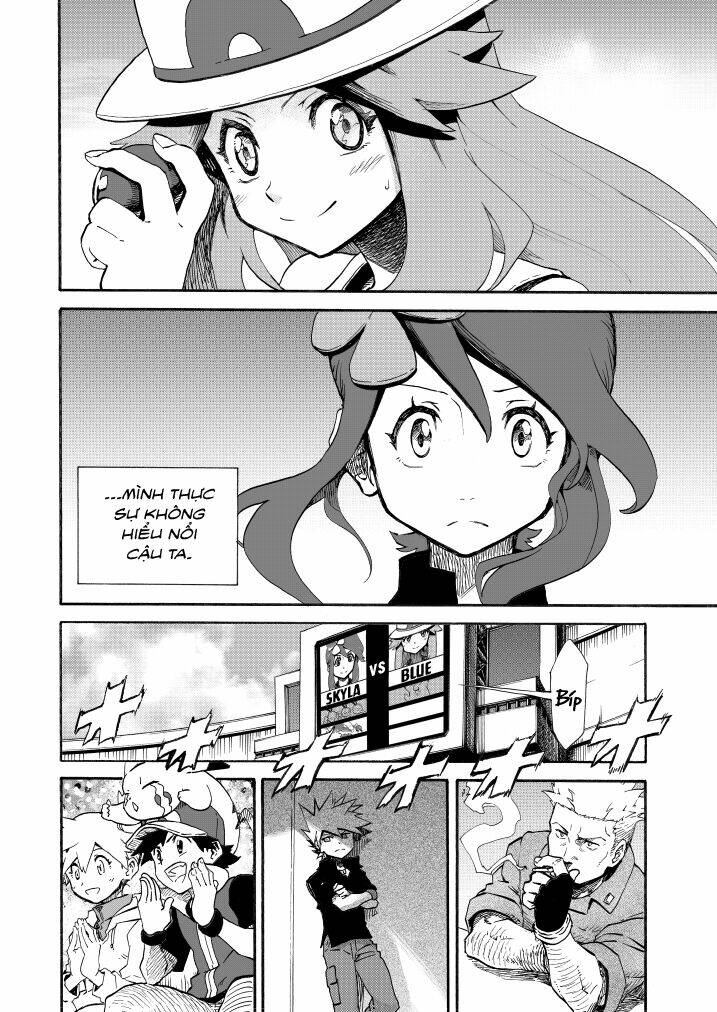 ...MÌNH THỰC
SỰ KHÔNG
HIỂU NỔI
CẬU TA.
SKYLA
VS
BLUE
BÍP